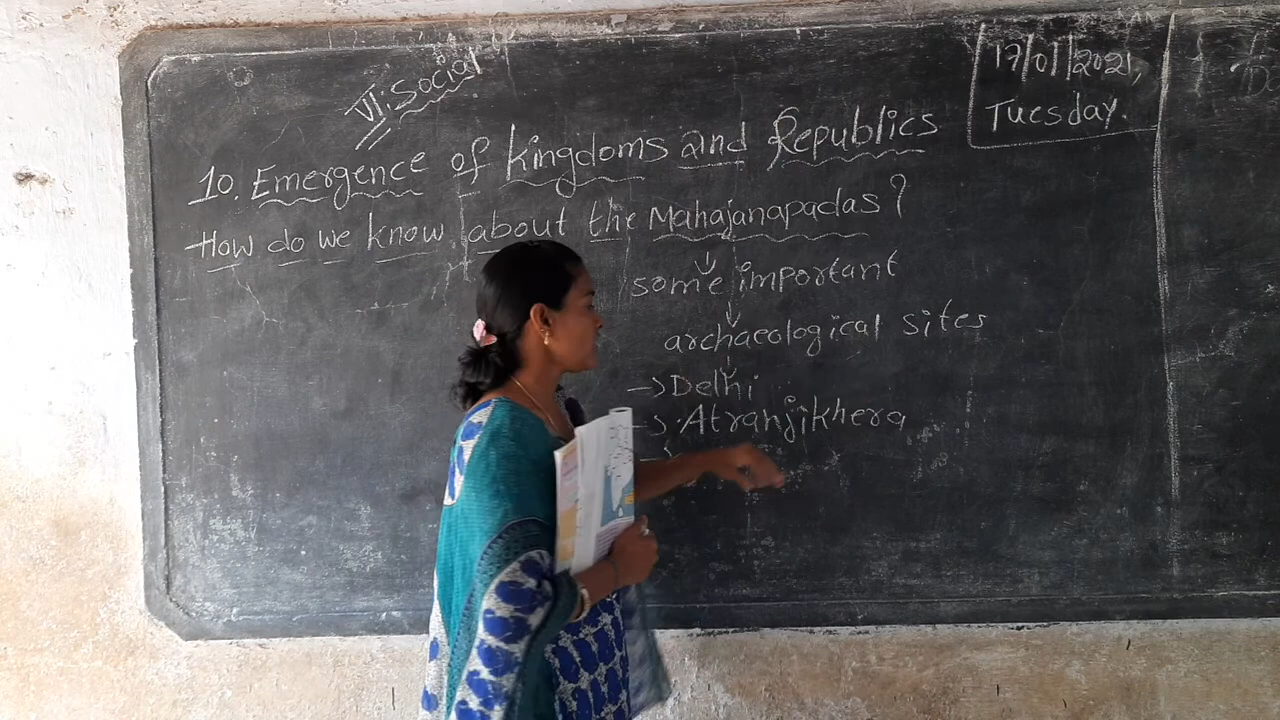 VI. Social
17/01/2021,
Tuesday.
10. Emergence of kingdoms and Republics
How do we know about the Mahajanapadas?
↓
some important
↓
archaeological sites
↓
→ Delhi
→ Atranjikhera